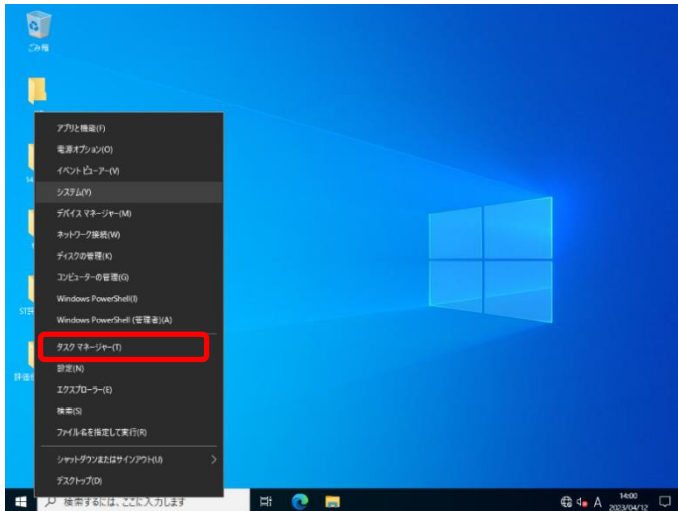 ごみ箱
アプリと機能(F)
電源オプション(O)
イベント ビューアー(V)
システム(Y)
デバイス マネージャー(M)
ネットワーク接続(W)
ディスクの管理(K)
コンピューターの管理(G)
Windows PowerShell(I)
Windows PowerShell (管理者)(A)
タスク マネージャー(T)
設定(N)
エクスプローラー(E)
検索(S)
ファイル名を指定して実行(R)
シャットダウンまたはサインアウト(U)
デスクトップ(D)
14
ST評
評価
検索するには、ここに入力します
A
14:00
2023/04/12